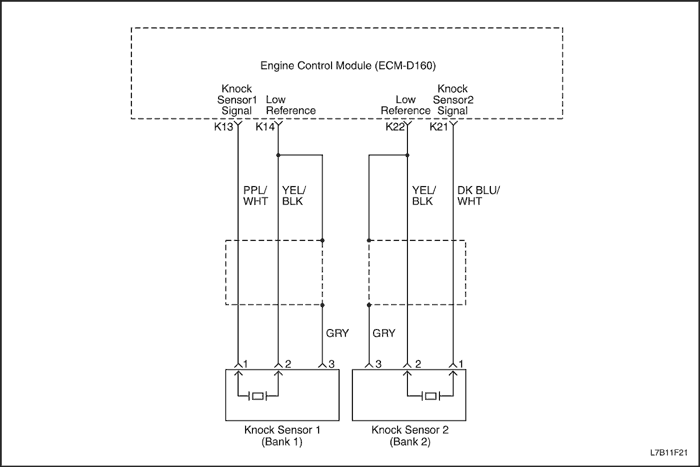 Engine Control Module (ECM-D160)
Knock
Sensor1
Signal
Low
Reference
Low
Reference
Knock
Sensor2
Signal
K13
K14
K22
K21
PPL/
WHT
YEL/
BLK
YEL/
BLK
DK BLU/
WHT
GRY
GRY
1
2
3
3
2
1
Knock Sensor 1
(Bank 1)
Knock Sensor 2
(Bank 2)
L7B11F21